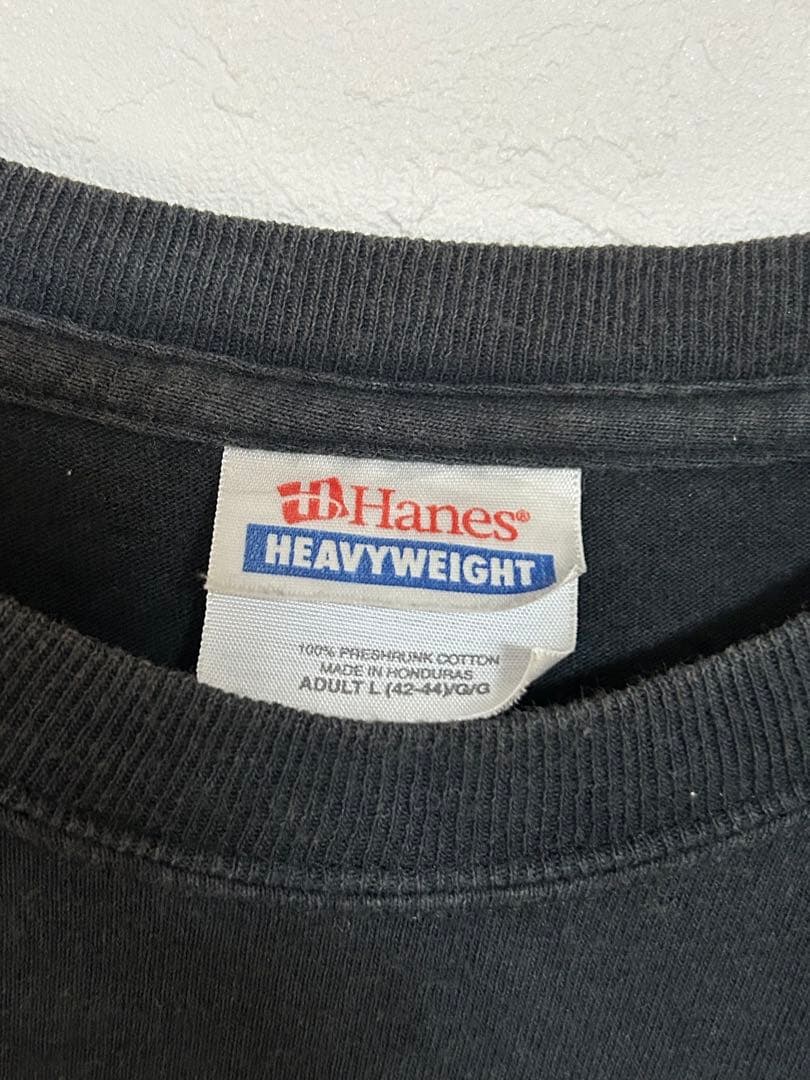 Hanes®
HEAVYWEIGHT
100% PRESHRUNK COTTON
MADE IN HONDURAS
ADULT L (42-44)/G/G